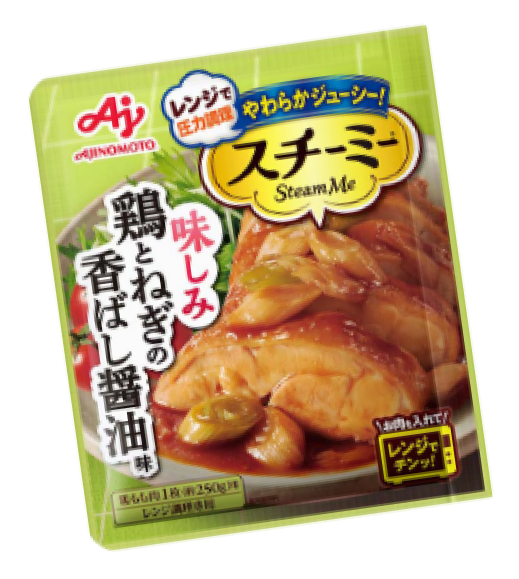 Aj
AJINOMOTO
レンジで
圧力調理
やわらかジューシー!
スチーミー
Steam Me
味しみ
鶏とねぎの
香ばし醤油味
お肉を入れて
レンジで
チンッ!
鶏もも肉1枚(約250g)用
レンジ調理専用